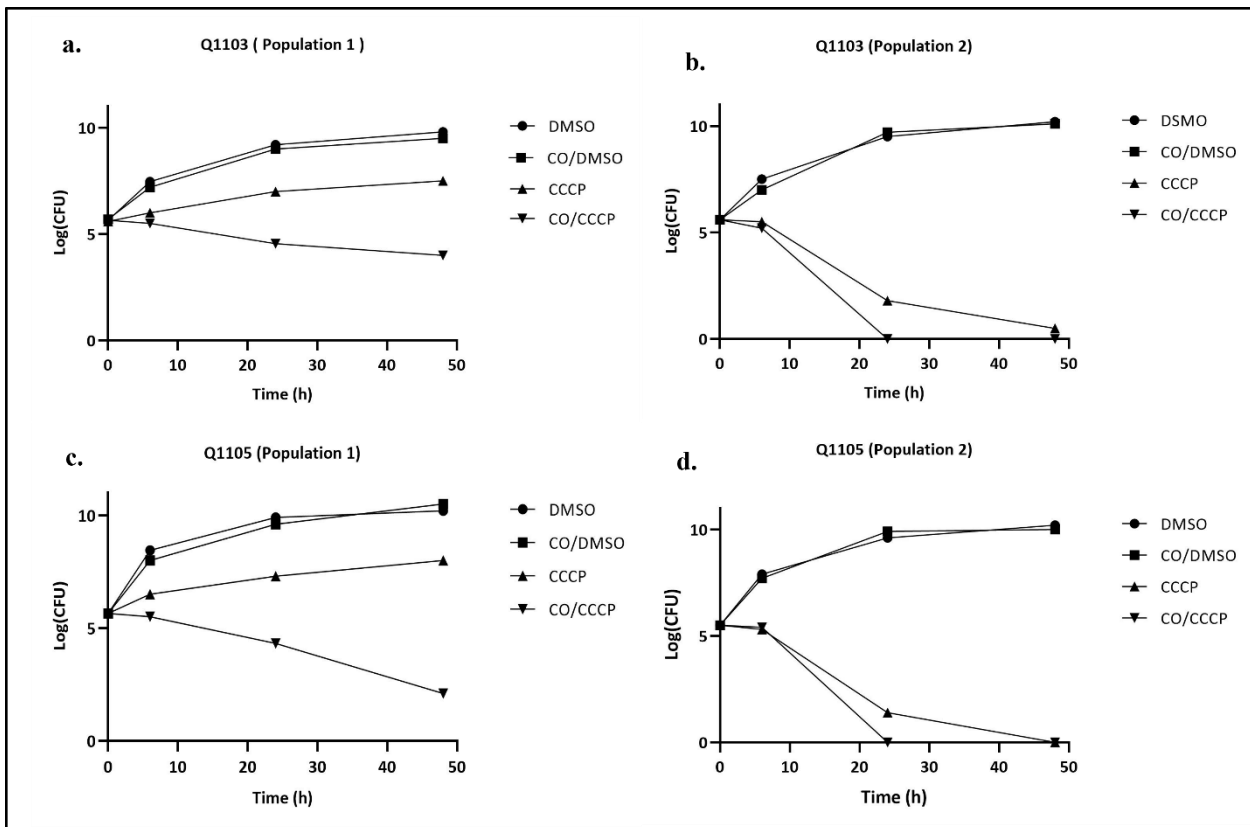 a.
Q1103 ( Population 1 )
Log(CFU)
10
5
0
0 10 20 30 40 50
Time (h)
DMSO
CO/DMSO
CCCP
CO/CCCP
b.
Q1103 (Population 2)
Log(CFU)
10
5
0
0 10 20 30 40 50
Time (h)
DSMO
CO/DMSO
CCCP
CO/CCCP
c.
Q1105 (Population 1)
Log(CFU)
10
5
0
0 10 20 30 40 50
Time (h)
DMSO
CO/DMSO
CCCP
CO/CCCP
d.
Q1105 (Population 2)
Log(CFU)
10
5
0
0 10 20 30 40 50
Time (h)
DMSO
CO/DMSO
CCCP
CO/CCCP